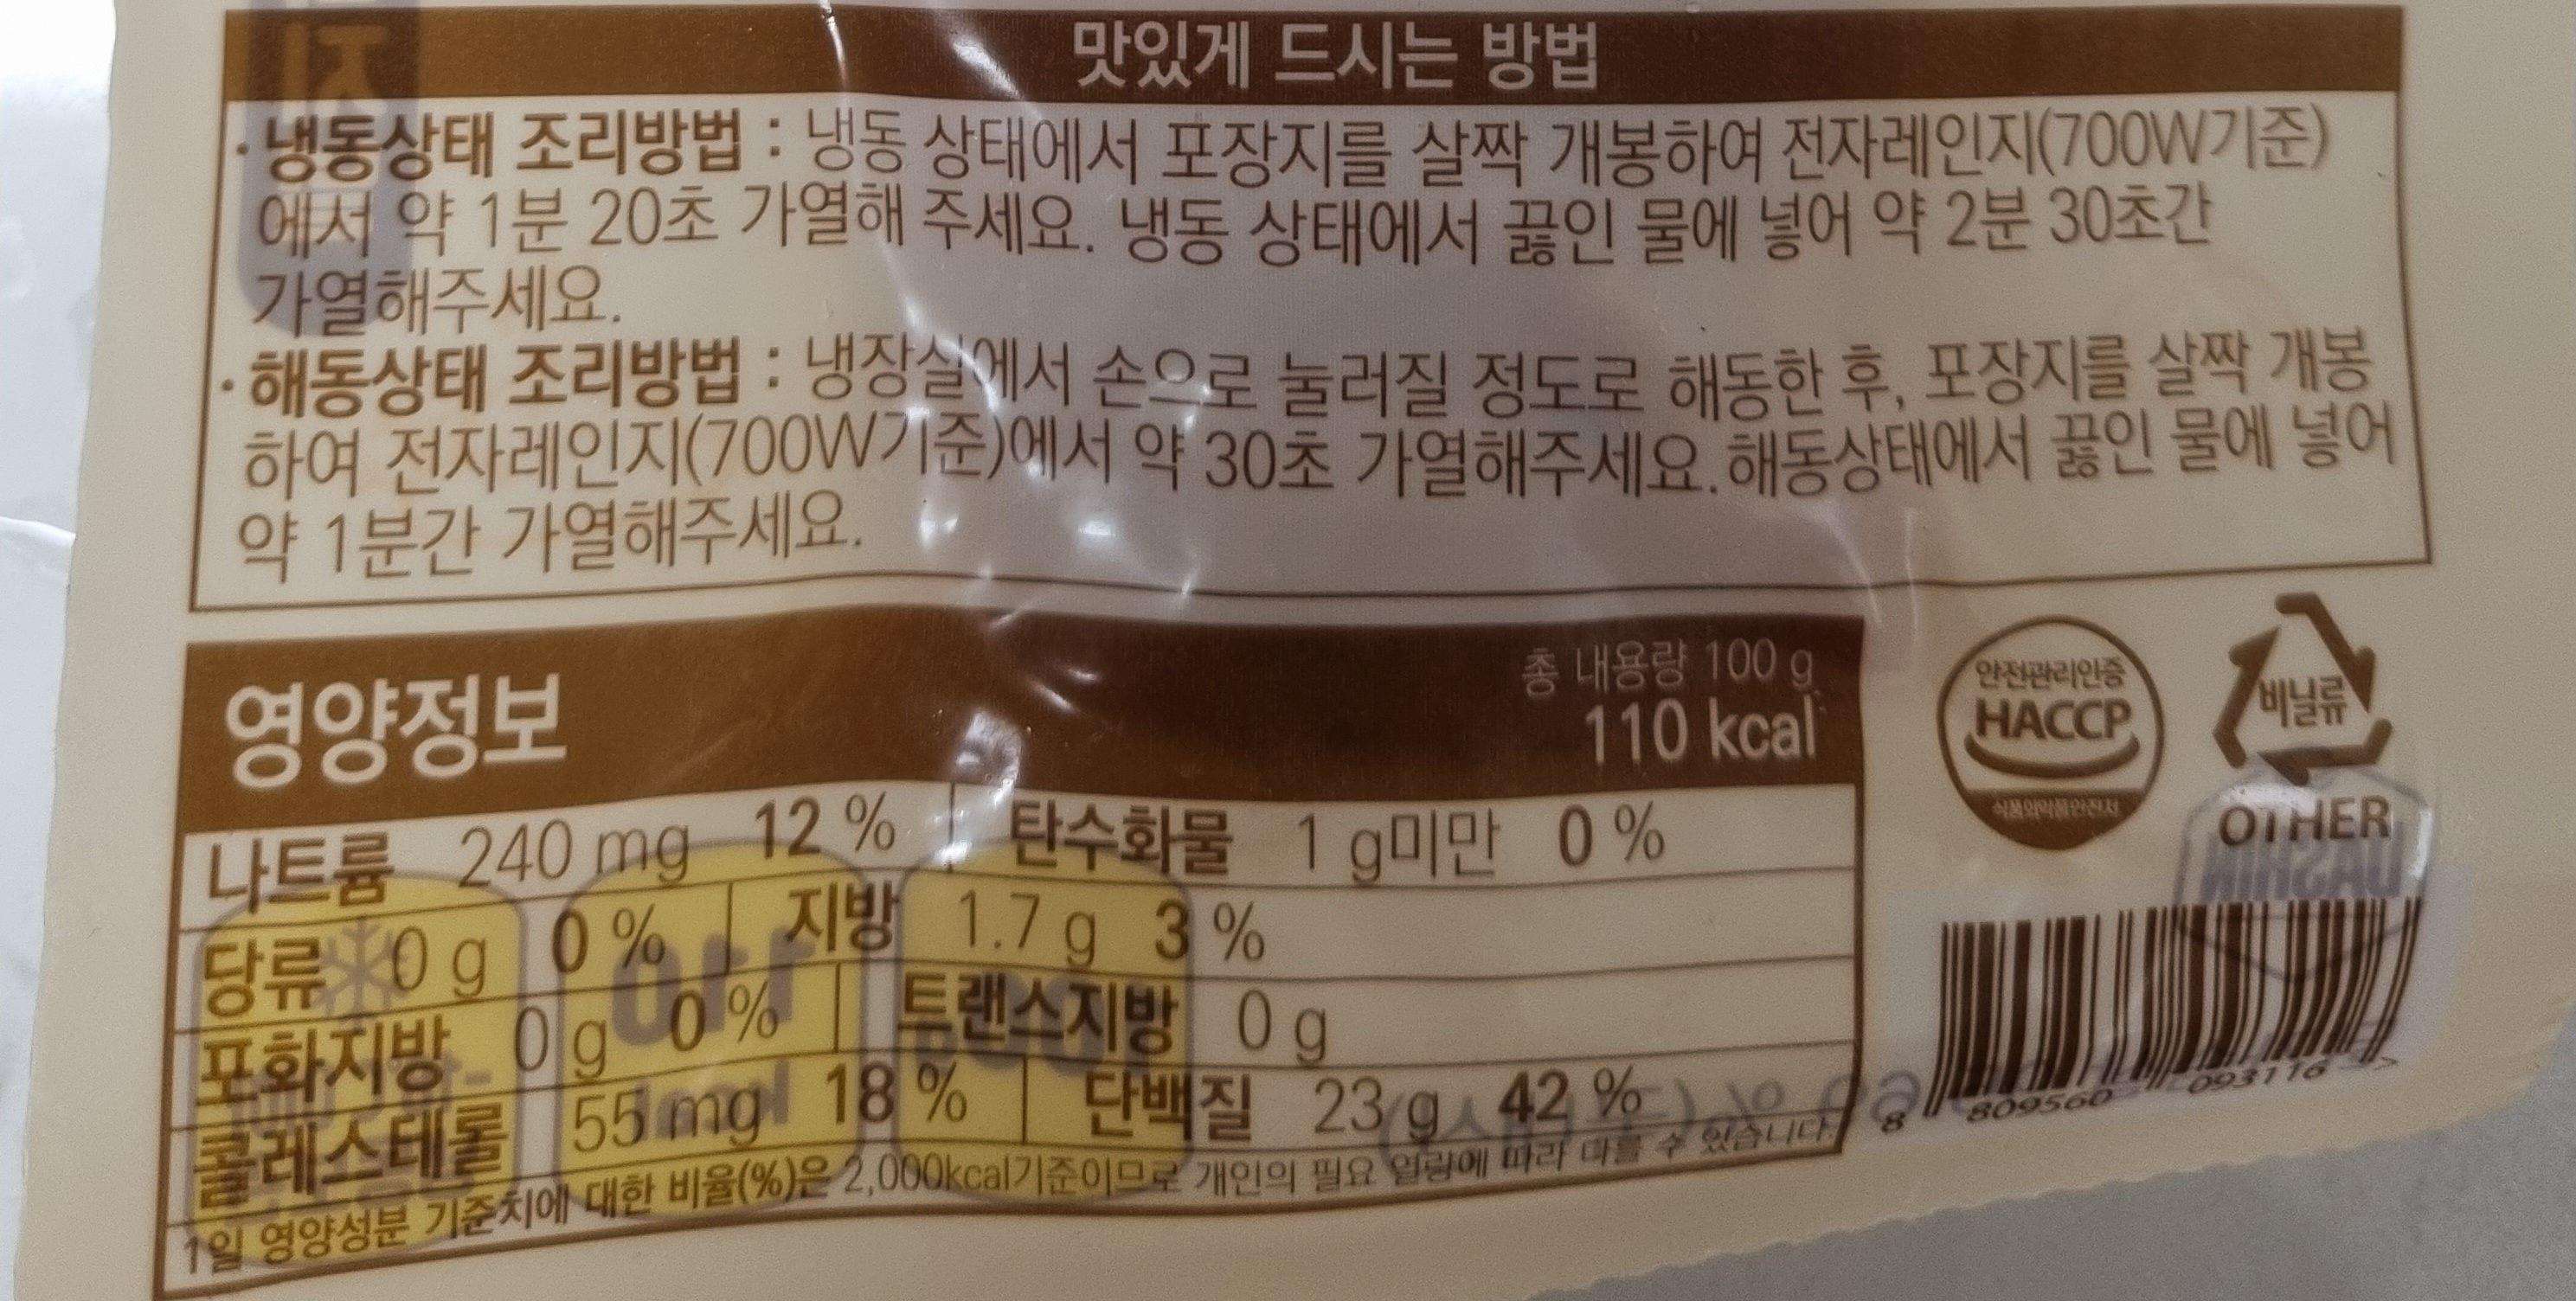 맛있게 드시는 방법
· 냉동상태 조리방법 : 냉동 상태에서 포장지를 살짝 개봉하여 전자레인지(700W기준)
에서 약 1분 20초 가열해 주세요. 냉동 상태에서 끓인 물에 넣어 약 2분 30초간
가열해주세요.
· 해동상태 조리방법 : 냉장실에서 손으로 눌러질 정도로 해동한 후, 포장지를 살짝 개봉
하여 전자레인지(700W기준)에서 약 30초 가열해주세요. 해동상태에서 끓인 물에 넣어
약 1분간 가열해주세요.
영양정보
총 내용량 100 g
110 kcal
나트륨 240 mg 12 % 탄수화물 1 g미만 0 %
당류 0 g 0 % 지방 1.7 g 3 %
포화지방 0 g 0 % 트랜스지방 0 g
콜레스테롤 55 mg 18 % 단백질 23 g 42 %
1일 영양성분 기준치에 대한 비율(%)은 2,000kcal기준이므로 개인의 필요 열량에 따라 다를 수 있습니다.
안전관리인증
HACCP
식품의약품안전처
비닐류
OTHER
8 809560 093116 >